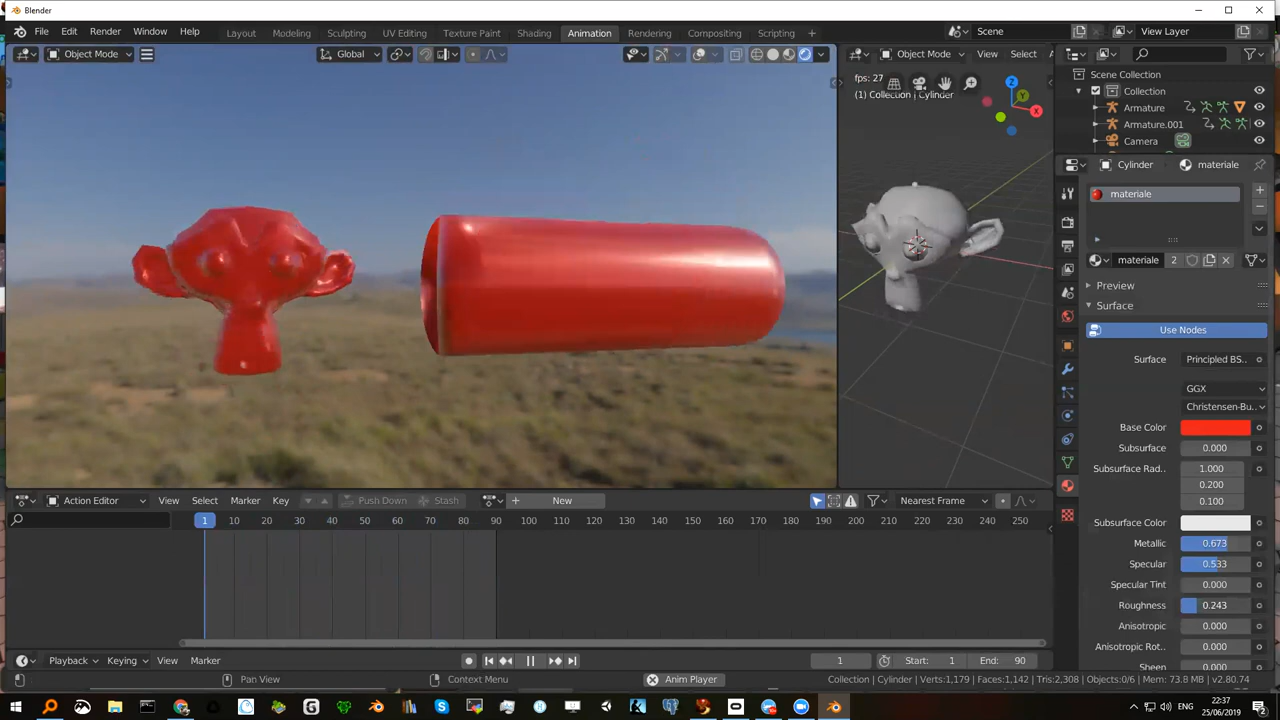 Blender
File Edit Render Window Help Layout Modeling Sculpting UV Editing Texture Paint Shading Animation Rendering Compositing Scripting + Scene View Layer
Object Mode Global Object Mode View Select
fps: 27
(1) Collection | Cylinder
Z
Y
X
Scene Collection
Collection
Armature
Armature.001
Camera
Cylinder materiale
materiale
materiale 2
Preview
Surface
Use Nodes
Surface Principled BS..
GGX
Christensen-Bu..
Base Color
Subsurface 0.000
Subsurface Rad.. 1.000
0.200
0.100
Subsurface Color
Metallic 0.673
Specular 0.533
Specular Tint 0.000
Roughness 0.243
Anisotropic 0.000
Anisotropic Rot.. 0.000
Sheen 0.000
Action Editor View Select Marker Key Push Down Stash + New Nearest Frame
1 10 20 30 40 50 60 70 80 90 100 110 120 130 140 150 160 170 180 190 200 210 220 230 240 250
Playback Keying View Marker 1 Start: 1 End: 90
Pan View Context Menu Anim Player Collection | Cylinder | Verts:1,179 | Faces:1,142 | Tris:2,308 | Objects:0/6 | Mem: 73.8 MB | v2.80.74
ENG
22:37
25/06/2019